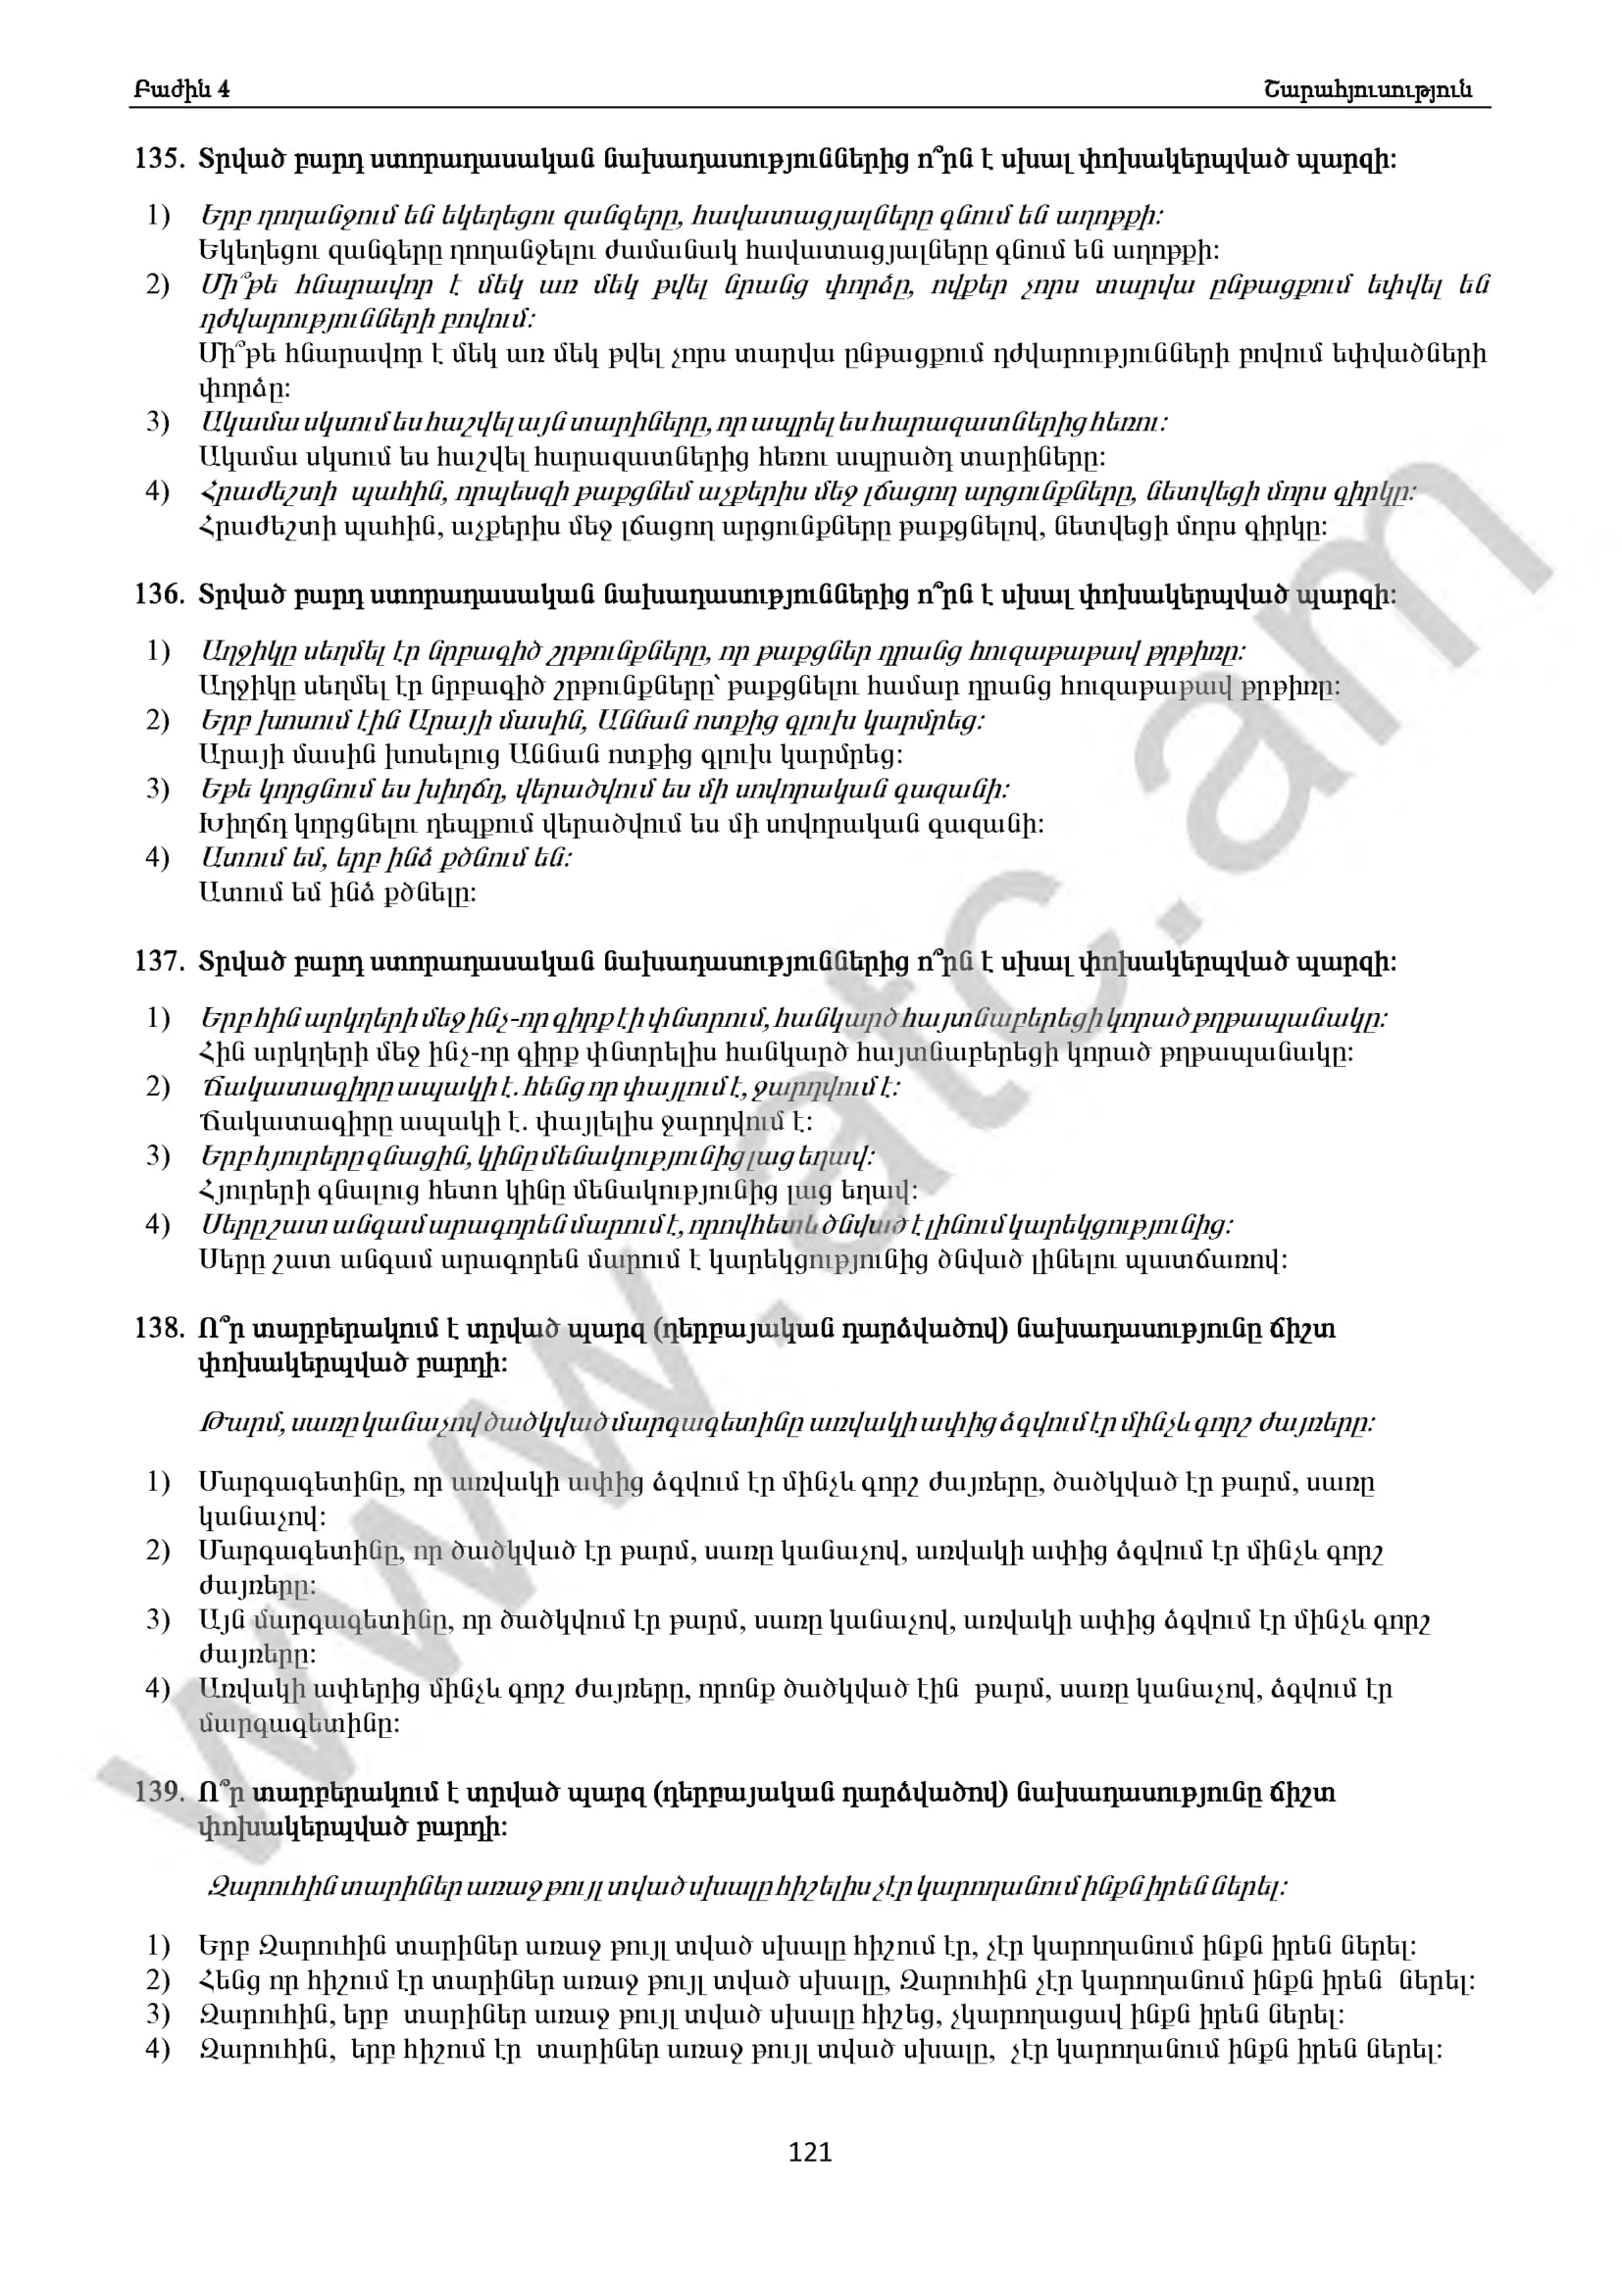 Բաժին 4 Շարահյուսություն
135. Տրված բարդ ստորադասական նախադասություններից ո՞րն է սխալ փոխակերպված պարզի:
1) Երբ ղողանջում են եկեղեցու զանգերը, հավատացյալները գնում են աղոթքի:
Եկեղեցու զանգերը ղողանջելու ժամանակ հավատացյալները գնում են աղոթքի:
2) Մի՞թե հնարավոր է մեկ առ մեկ թվել նրանց փորձը, ովքեր չորս տարվա ընթացքում եփվել են
դժվարությունների բովում:
Մի՞թե հնարավոր է մեկ առ մեկ թվել չորս տարվա ընթացքում դժվարությունների բովում եփվածների
փորձը:
3) Ակամա սկսում ես հաշվել այն տարիները, որ ապրել ես հարազատներից հեռու:
Ակամա սկսում ես հաշվել հարազատներից հեռու ապրածդ տարիները:
4) Հրաժեշտի պահին, որպեսզի թաքցնեմ աչքերիս մեջ լճացող արցունքները, նետվեցի մորս գիրկը:
Հրաժեշտի պահին, աչքերիս մեջ լճացող արցունքները թաքցնելով, նետվեցի մորս գիրկը:
136. Տրված բարդ ստորադասական նախադասություններից ո՞րն է սխալ փոխակերպված պարզի:
1) Աղջիկը սեղմել էր նրբագիծ շրթունքները, որ թաքցներ դրանց հուզաթաթավ թրթիռը:
Աղջիկը սեղմել էր նրբագիծ շրթունքները՝ թաքցնելու համար դրանց հուզաթաթավ թրթիռը:
2) Երբ խոսում էին Արայի մասին, Աննան ոտքից գլուխ կարմրեց:
Արայի մասին խոսելուց Աննան ոտքից գլուխ կարմրեց:
3) Եթե կորցնում ես խիղճդ, վերածվում ես մի սովորական գազանի:
Խիղճդ կորցնելու դեպքում վերածվում ես մի սովորական գազանի:
4) Ատում եմ, երբ ինձ քծնում են:
Ատում եմ ինձ քծնելը:
137. Տրված բարդ ստորադասական նախադասություններից ո՞րն է սխալ փոխակերպված պարզի:
1) Երբ հին արկղերի մեջ ինչ-որ գիրք էի փնտրում, հանկարծ հայտնաբերեցի կորած թղթապանակը:
Հին արկղերի մեջ ինչ-որ գիրք փնտրելիս հանկարծ հայտնաբերեցի կորած թղթապանակը:
2) Ճակատագիրը ապակի է. հենց որ փայլում է, ջարդվում է:
Ճակատագիրը ապակի է. փայլելիս ջարդվում է:
3) Երբ հյուրերը գնացին, կինը մենակությունից լաց եղավ:
Հյուրերի գնալուց հետո կինը մենակությունից լաց եղավ:
4) Սերը շատ անգամ արագորեն մարում է, որովհետև ծնված է լինում կարեկցությունից:
Սերը շատ անգամ արագորեն մարում է կարեկցությունից ծնված լինելու պատճառով:
138. Ո՞ր տարբերակում է տրված պարզ (դերբայական դարձվածով) նախադասությունը ճիշտ
փոխակերպված բարդի:
Թարմ, սառը կանաչով ծածկված մարգագետինը առվակի ափից ձգվում էր մինչև գորշ ժայռերը:
1) Մարգագետինը, որ առվակի ափից ձգվում էր մինչև գորշ ժայռերը, ծածկված էր թարմ, սառը
կանաչով:
2) Մարգագետինը, որ ծածկված էր թարմ, սառը կանաչով, առվակի ափից ձգվում էր մինչև գորշ
ժայռերը:
3) Այն մարգագետինը, որ ծածկվում էր թարմ, սառը կանաչով, առվակի ափից ձգվում էր մինչև գորշ
ժայռերը:
4) Առվակի ափերից մինչև գորշ ժայռերը, որոնք ծածկված էին թարմ, սառը կանաչով, ձգվում էր
մարգագետինը:
139. Ո՞ր տարբերակում է տրված պարզ (դերբայական դարձվածով) նախադասությունը ճիշտ
փոխակերպված բարդի:
Զարուհին տարիներ առաջ թույլ տված սխալը հիշելիս չէր կարողանում ինքն իրեն ներել:
1) Երբ Զարուհին տարիներ առաջ թույլ տված սխալը հիշում էր, չէր կարողանում ինքն իրեն ներել:
2) Հենց որ հիշում էր տարիներ առաջ թույլ տված սխալը, Զարուհին չէր կարողանում ինքն իրեն ներել:
3) Զարուհին, երբ տարիներ առաջ թույլ տված սխալը հիշեց, չկարողացավ ինքն իրեն ներել:
4) Զարուհին, երբ հիշում էր տարիներ առաջ թույլ տված սխալը, չէր կարողանում ինքն իրեն ներել:
121
www.atc.am